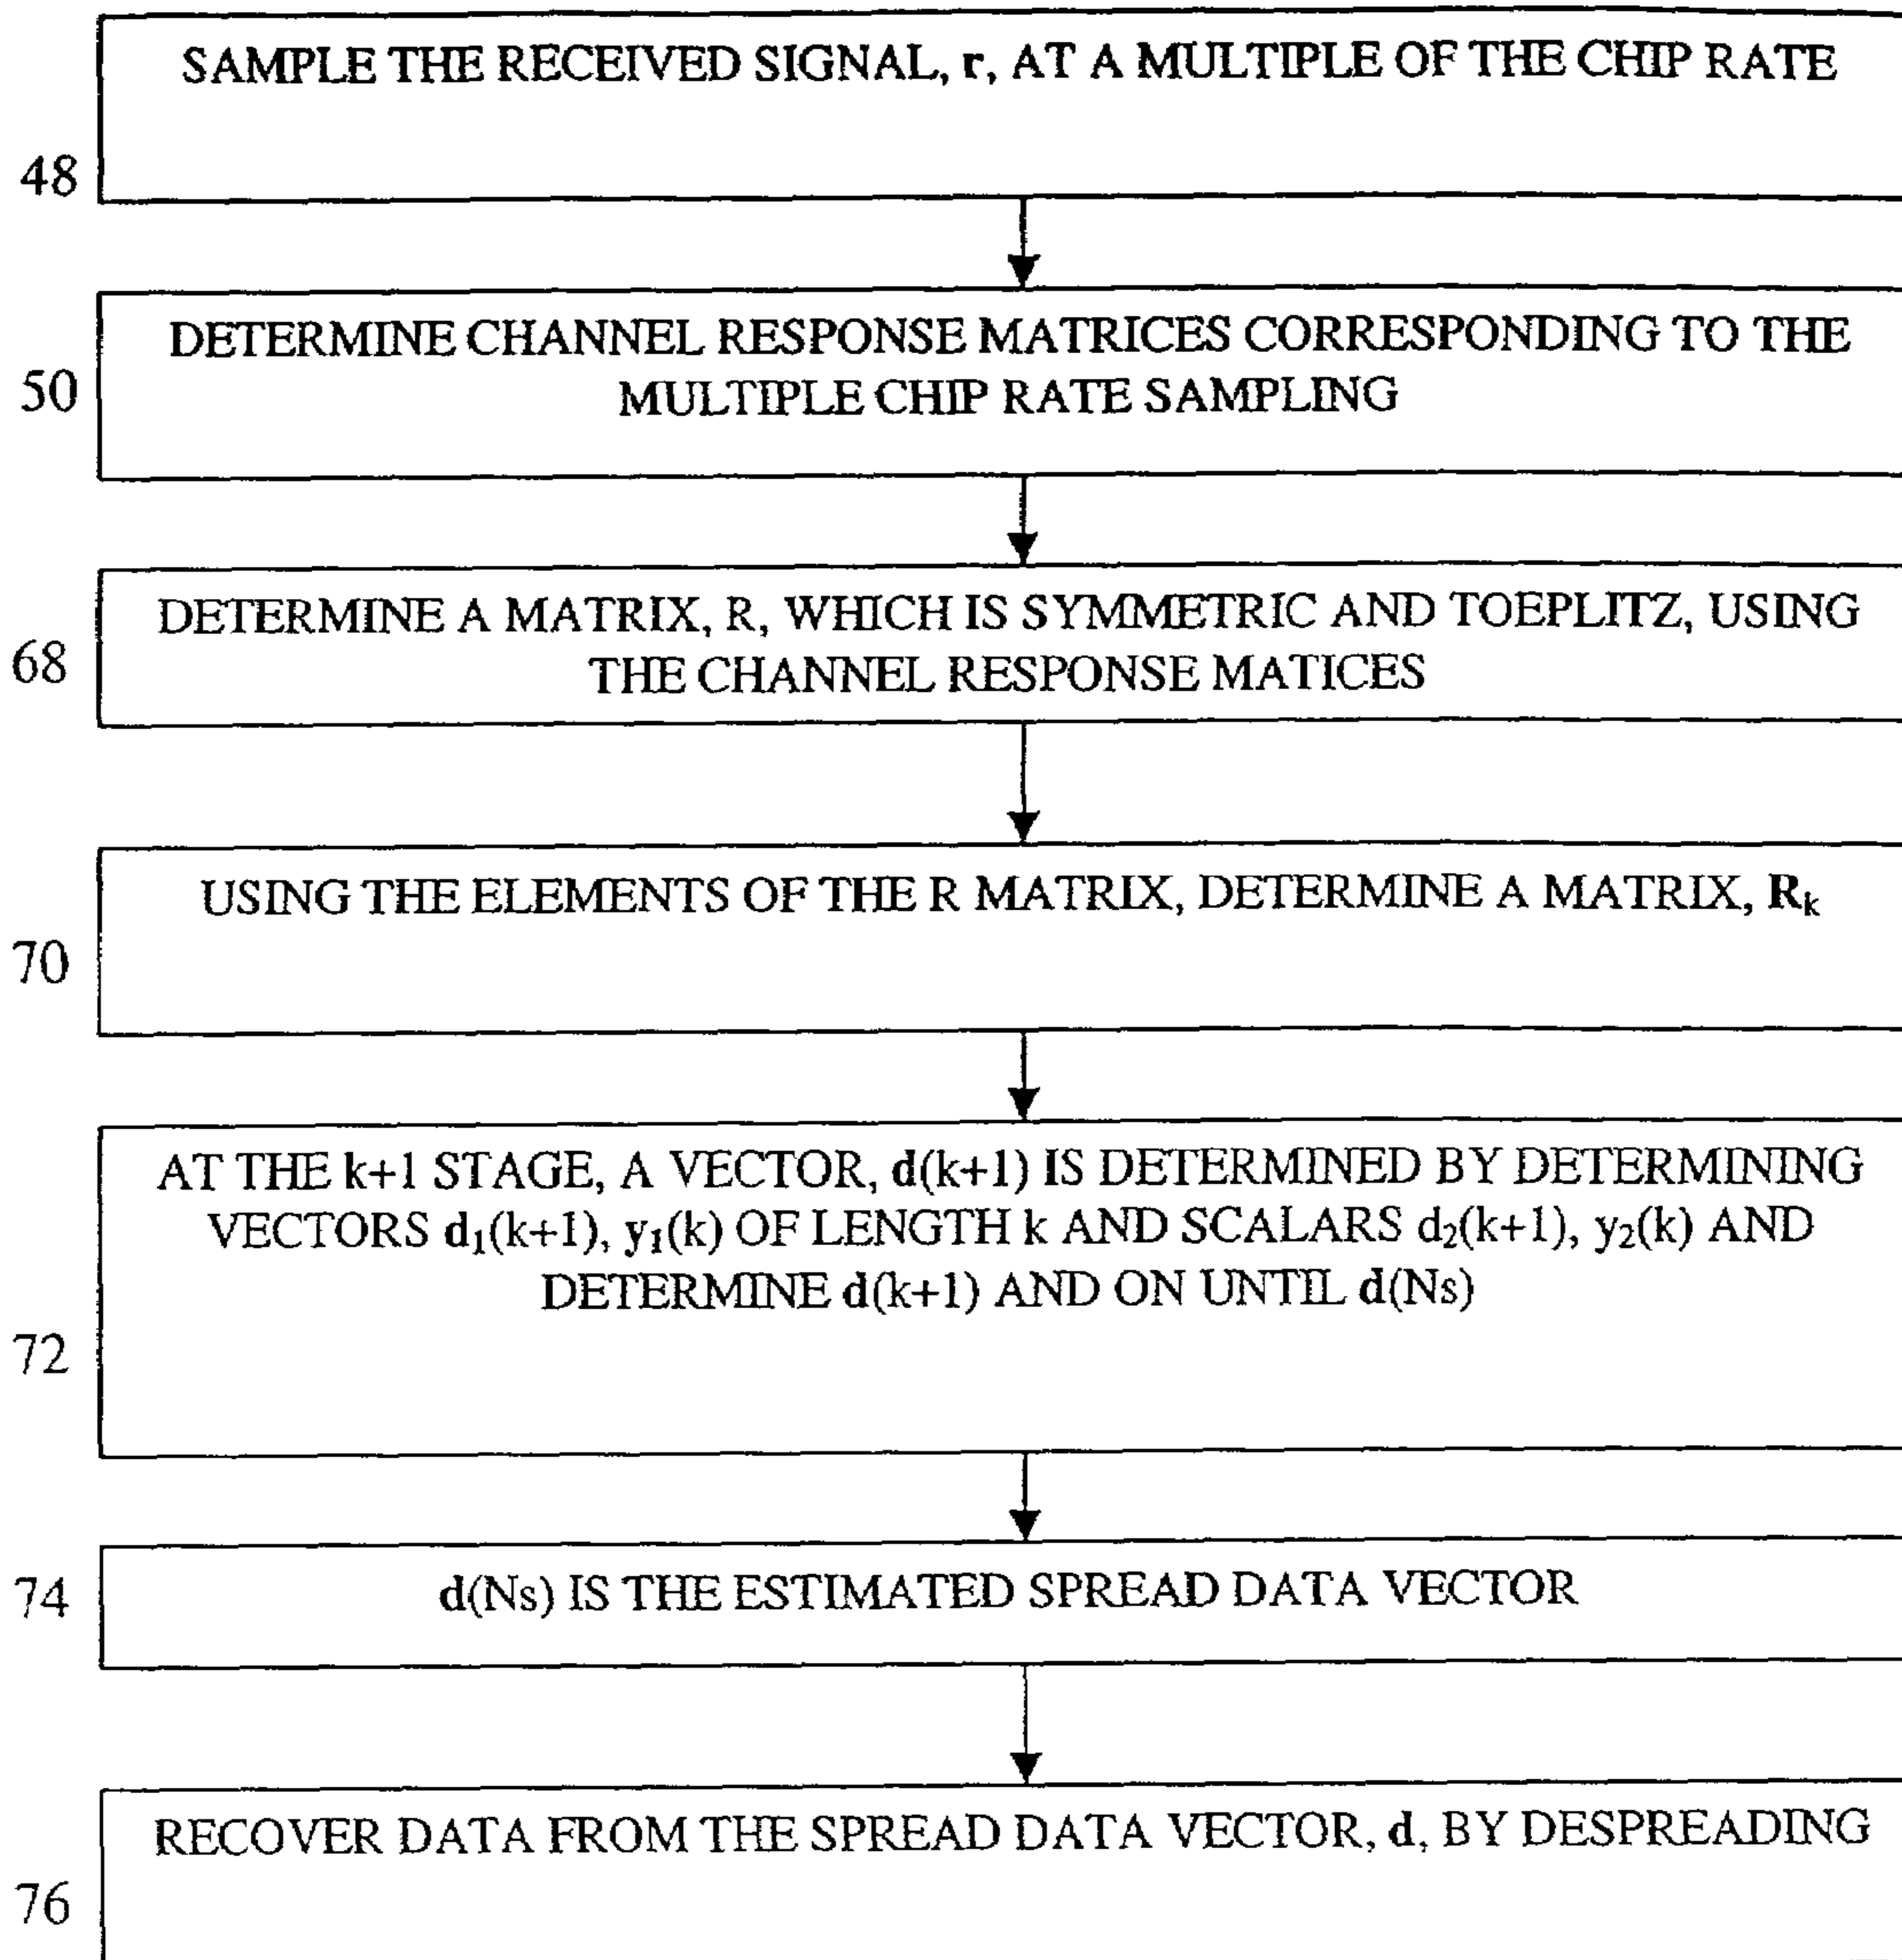 SAMPLE THE RECEIVED SIGNAL, r, AT A MULTIPLE OF THE CHIP RATE
48
DETERMINE CHANNEL RESPONSE MATRICES CORRESPONDING TO THE
MULTIPLE CHIP RATE SAMPLING
50
DETERMINE A MATRIX, R, WHICH IS SYMMETRIC AND TOEPLITZ, USING
THE CHANNEL RESPONSE MATICES
68
USING THE ELEMENTS OF THE R MATRIX, DETERMINE A MATRIX, Rk
70
AT THE k+1 STAGE, A VECTOR, d(k+1) IS DETERMINED BY DETERMINING
VECTORS d1(k+1), y1(k) OF LENGTH k AND SCALARS d2(k+1), y2(k) AND
DETERMINE d(k+1) AND ON UNTIL d(Ns)
72
d(Ns) IS THE ESTIMATED SPREAD DATA VECTOR
74
RECOVER DATA FROM THE SPREAD DATA VECTOR, d, BY DESPREADING
76